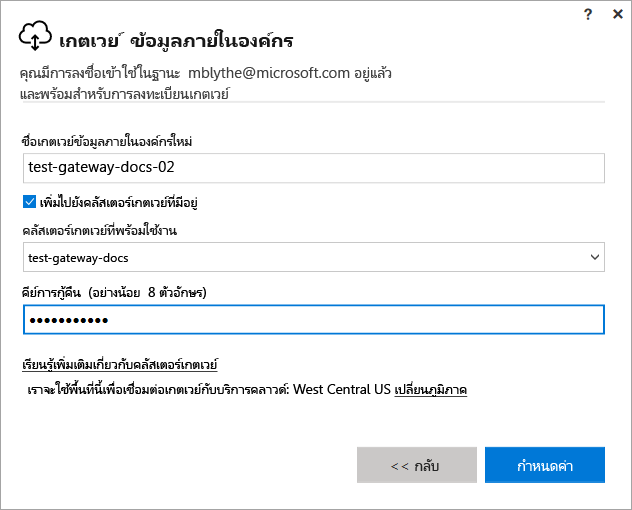 ? ×
เกตเวย์ ข้อมูลภายในองค์กร
คุณมีการลงชื่อเข้าใช้ในฐานะ mblythe@microsoft.com อยู่แล้ว
และพร้อมสำหรับการลงทะเบียนเกตเวย์
ชื่อเกตเวย์ข้อมูลภายในองค์กรใหม่
test-gateway-docs-02
เพิ่มไปยังคลัสเตอร์เกตเวย์ที่มีอยู่
คลัสเตอร์เกตเวย์ที่พร้อมใช้งาน
test-gateway-docs
คีย์การกู้คืน (อย่างน้อย 8 ตัวอักษร)
•••••••••••
เรียนรู้เพิ่มเติมเกี่ยวกับคลัสเตอร์เกตเวย์
เราจะใช้พื้นที่นี้เพื่อเชื่อมต่อเกตเวย์กับบริการคลาวด์: West Central US เปลี่ยนภูมิภาค
<< กลับ
กำหนดค่า